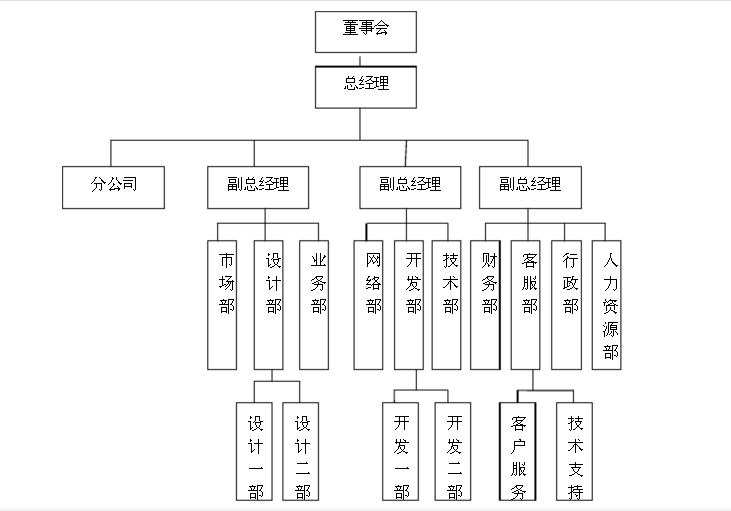 董事会
总经理
分公司
副总经理
副总经理
副总经理
市场部
设计部
业务部
网络部
开发部
技术部
财务部
客服部
行政部
人力资源部
设计一部
设计二部
开发一部
开发二部
客户服务
技术支持